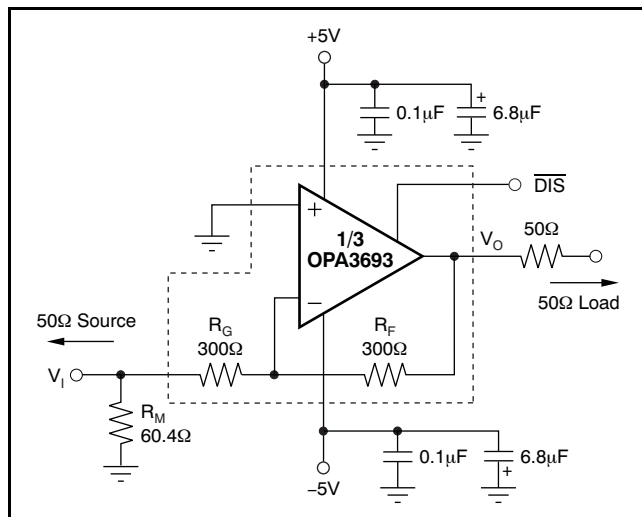 +5V
+
0.1μF
6.8μF
+
DIS
1/3
OPA3693
V_O
50Ω
50Ω Load
−
50Ω Source
R_G
300Ω
R_F
300Ω
V_I
R_M
60.4Ω
0.1μF
6.8μF
+
−5V